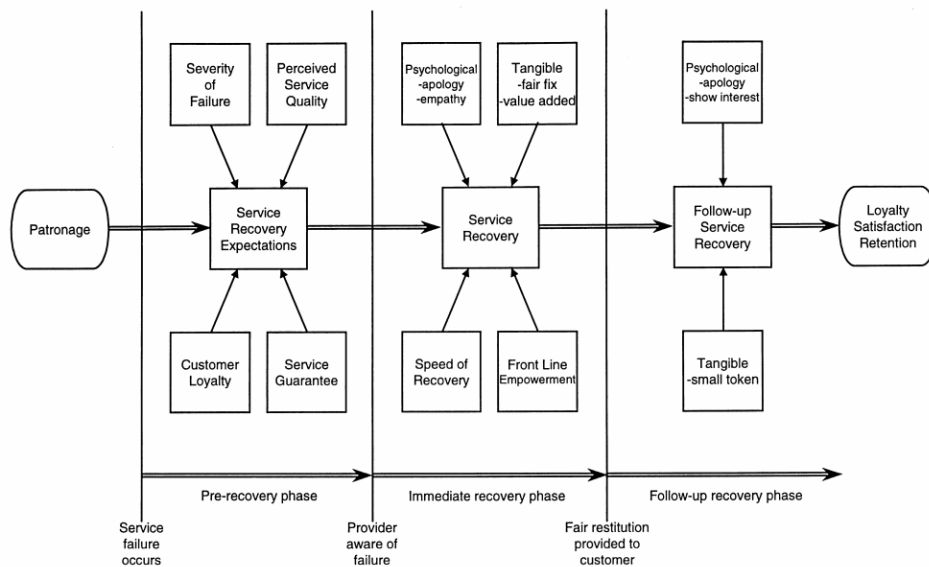 Severity
of
Failure
Perceived
Service
Quality
Psychological
-apology
-empathy
Tangible
-fair fix
-value added
Psychological
-apology
-show interest
Patronage
Service
Recovery
Expectations
Service
Recovery
Follow-up
Service
Recovery
Loyalty
Satisfaction
Retention
Customer
Loyalty
Service
Guarantee
Speed of
Recovery
Front Line
Empowerment
Tangible
-small token
Pre-recovery phase
Immediate recovery phase
Follow-up recovery phase
Service
failure
occurs
Provider
aware of
failure
Fair restitution
provided to
customer